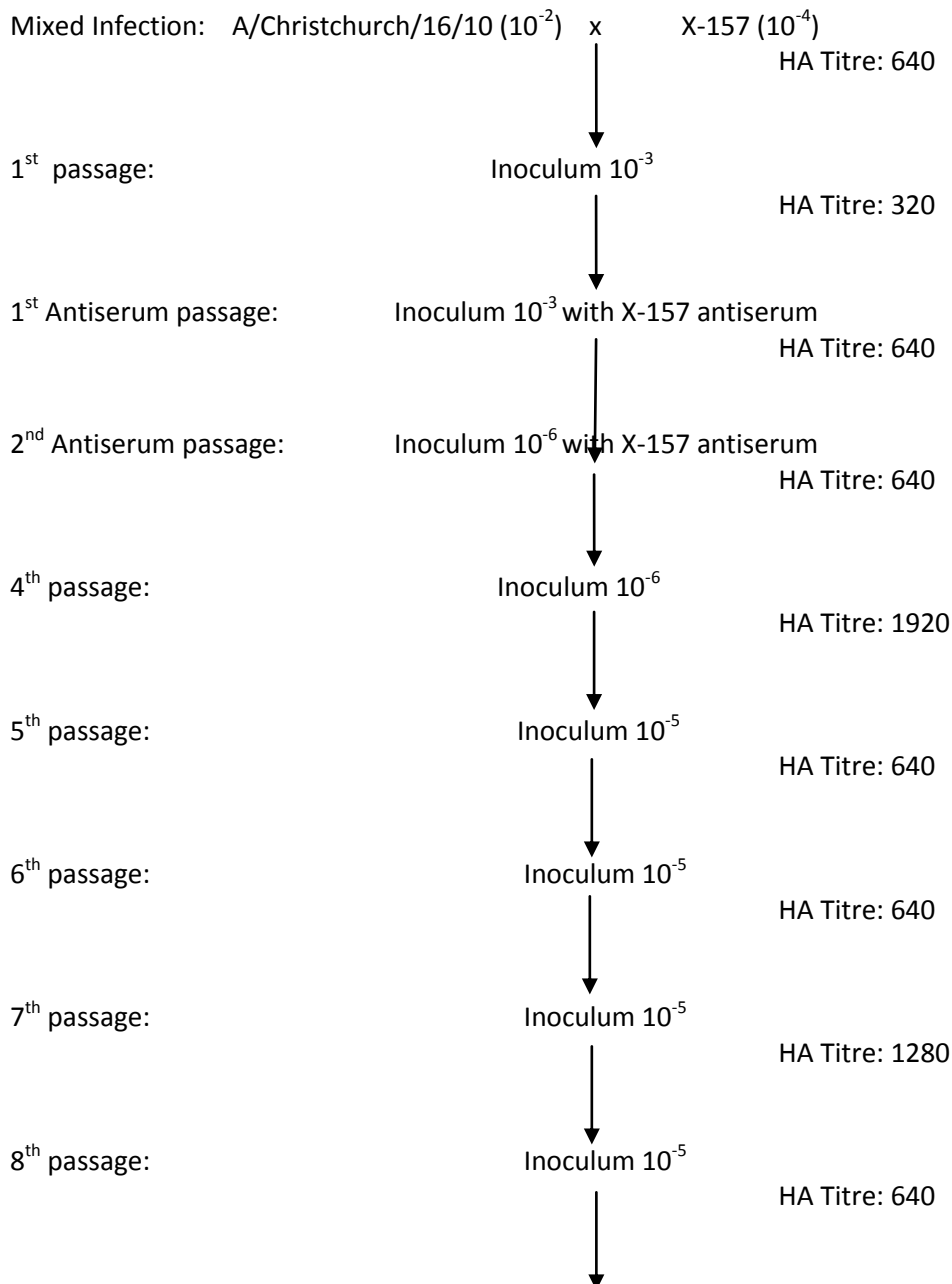 Mixed Infection: A/Christchurch/16/10 (10⁻²) x X-157 (10⁻⁴)
HA Titre: 640
1ˢᵗ passage: Inoculum 10⁻³
HA Titre: 320
1ˢᵗ Antiserum passage: Inoculum 10⁻³ with X-157 antiserum
HA Titre: 640
2ⁿᵈ Antiserum passage: Inoculum 10⁻⁶ with X-157 antiserum
HA Titre: 640
4ᵗʰ passage: Inoculum 10⁻⁶
HA Titre: 1920
5ᵗʰ passage: Inoculum 10⁻⁵
HA Titre: 640
6ᵗʰ passage: Inoculum 10⁻⁵
HA Titre: 640
7ᵗʰ passage: Inoculum 10⁻⁵
HA Titre: 1280
8ᵗʰ passage: Inoculum 10⁻⁵
HA Titre: 640